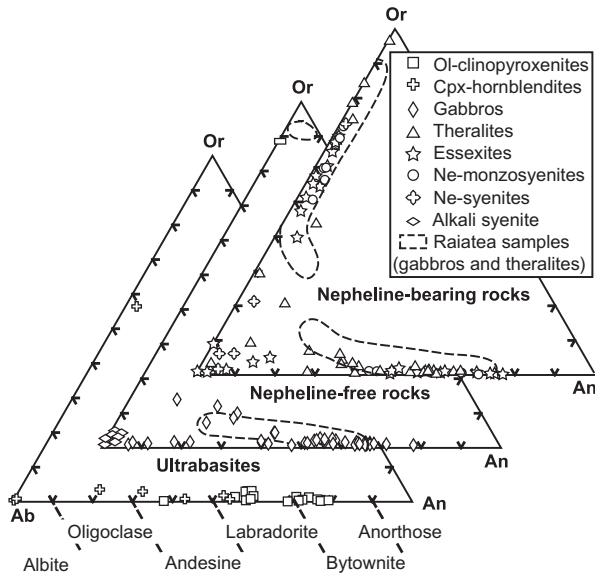 Or
Or
Or
Ol-clinopyroxenites
Cpx-hornblendites
Gabbros
Theralites
Essexites
Ne-monzosyenites
Ne-syenites
Alkali syenite
Raiatea samples
(gabbros and theralites)
Nepheline-bearing rocks
An
Nepheline-free rocks
An
Ultrabasites
An
Ab
Oligoclase
Labradorite
Anorthose
Albite
Andesine
Bytownite